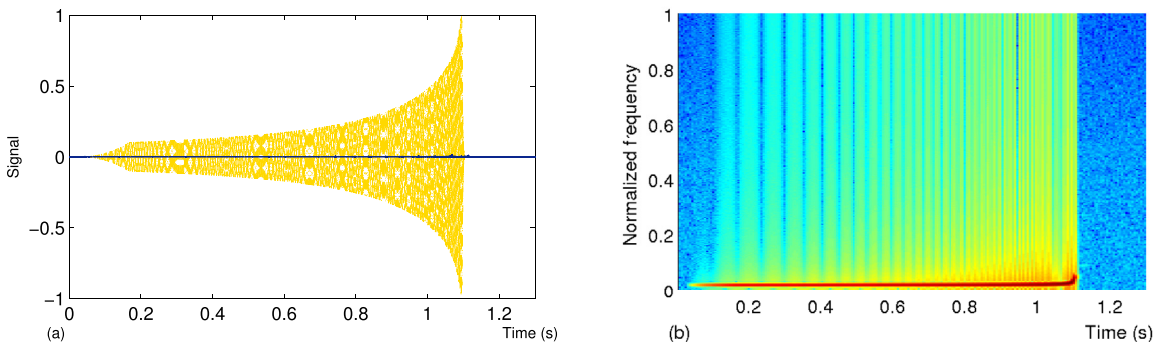 1
0.5
0
−0.5
−1
Signal
0 0.2 0.4 0.6 0.8 1 1.2
(a) Time (s)
1
0.8
0.6
0.4
0.2
0
Normalized frequency
0.2 0.4 0.6 0.8 1 1.2
(b) Time (s)